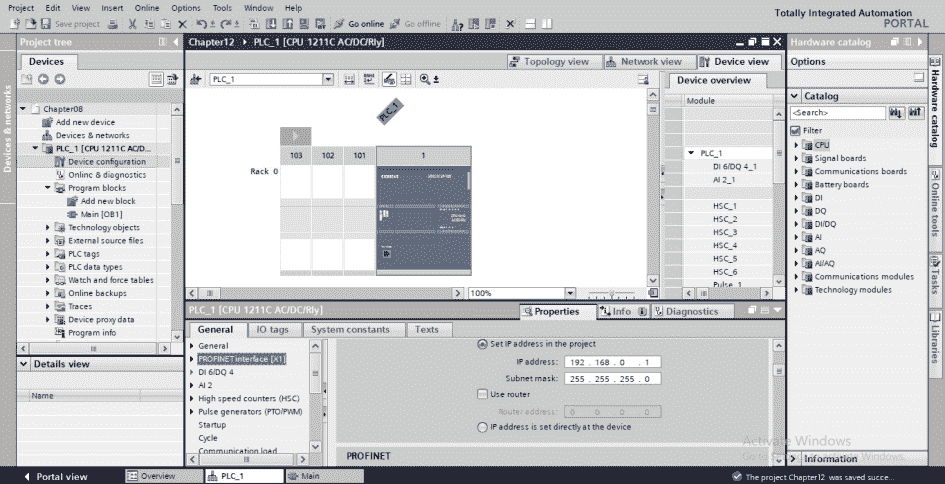 Project Edit View Insert Online Options Tools Window Help
Totally Integrated Automation
PORTAL
Save project
Go online
Go offline
Project tree
Chapter12 PLC_1 [CPU 1211C AC/DC/Rly]
Hardware catalog
Devices
Topology view
Network view
Device view
Options
PLC_1
Device overview
Module
Chapter08
Add new device
Devices & networks
PLC_1 [CPU 1211C AC/D...
Device configuration
Online & diagnostics
Program blocks
Add new block
Main [OB1]
Technology objects
External source files
PLC tags
PLC data types
Watch and force tables
Online backups
Traces
Device proxy data
Program info
Details view
Name
Devices & networks
PLC_1
103 102 101 1
Rack 0
100%
PLC_1
DI 6/DQ 4_1
AI 2_1
HSC_1
HSC_2
HSC_3
HSC_4
HSC_5
HSC_6
Pulse_1
Catalog
<Search>
Filter
CPU
Signal boards
Communications boards
Battery boards
DI
DQ
DI/DQ
AI
AQ
AI/AQ
Communications modules
Technology modules
Information
Hardware catalog
Online tools
Tasks
Libraries
PLC_1 [CPU 1211C AC/DC/Rly]
Properties
Info
Diagnostics
General
IO tags
System constants
Texts
General
PROFINET interface [X1]
DI 6/DQ 4
AI 2
High speed counters (HSC)
Pulse generators (PTO/PWM)
Startup
Cycle
Communication load
Set IP address in the project
IP address: 192 . 168 . 0 . 1
Subnet mask: 255 . 255 . 255 . 0
Use router
Router address: 0 . 0 . 0 . 0
IP address is set directly at the device
PROFINET
Activate Windows
Portal view
Overview
PLC_1
Main
The project Chapter12 was saved succe...